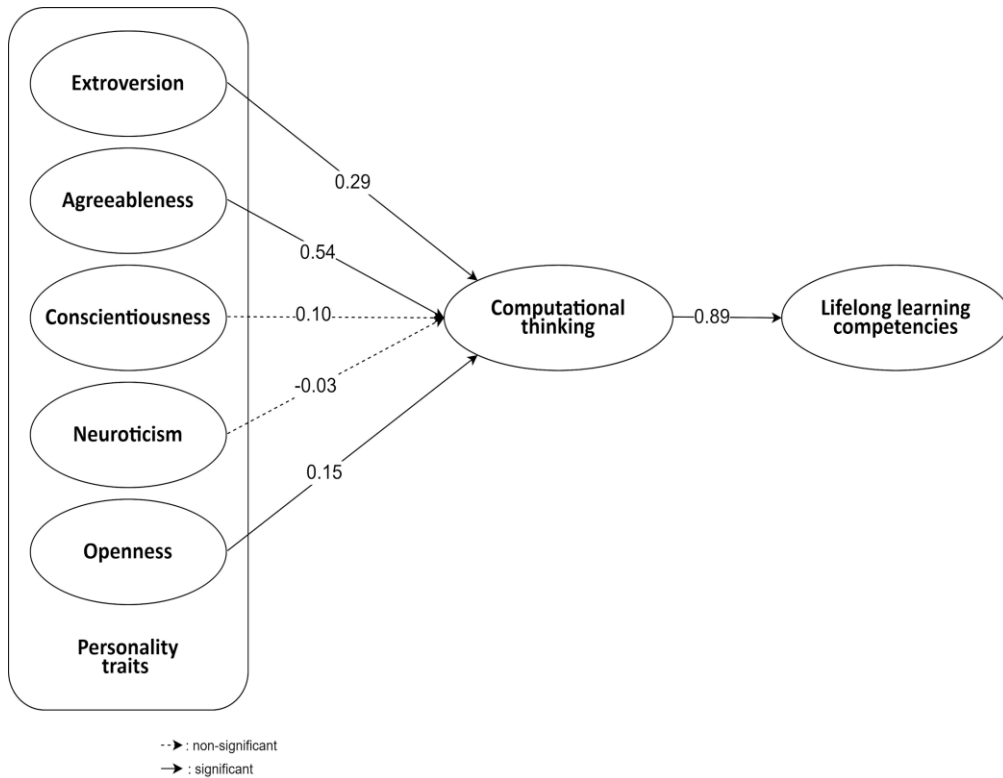 Extroversion
0.29
Agreeableness
0.54
Conscientiousness
0.10
Computational
thinking
0.89
Lifelong learning
competencies
-0.03
Neuroticism
0.15
Openness
Personality
traits
: non-significant
: significant